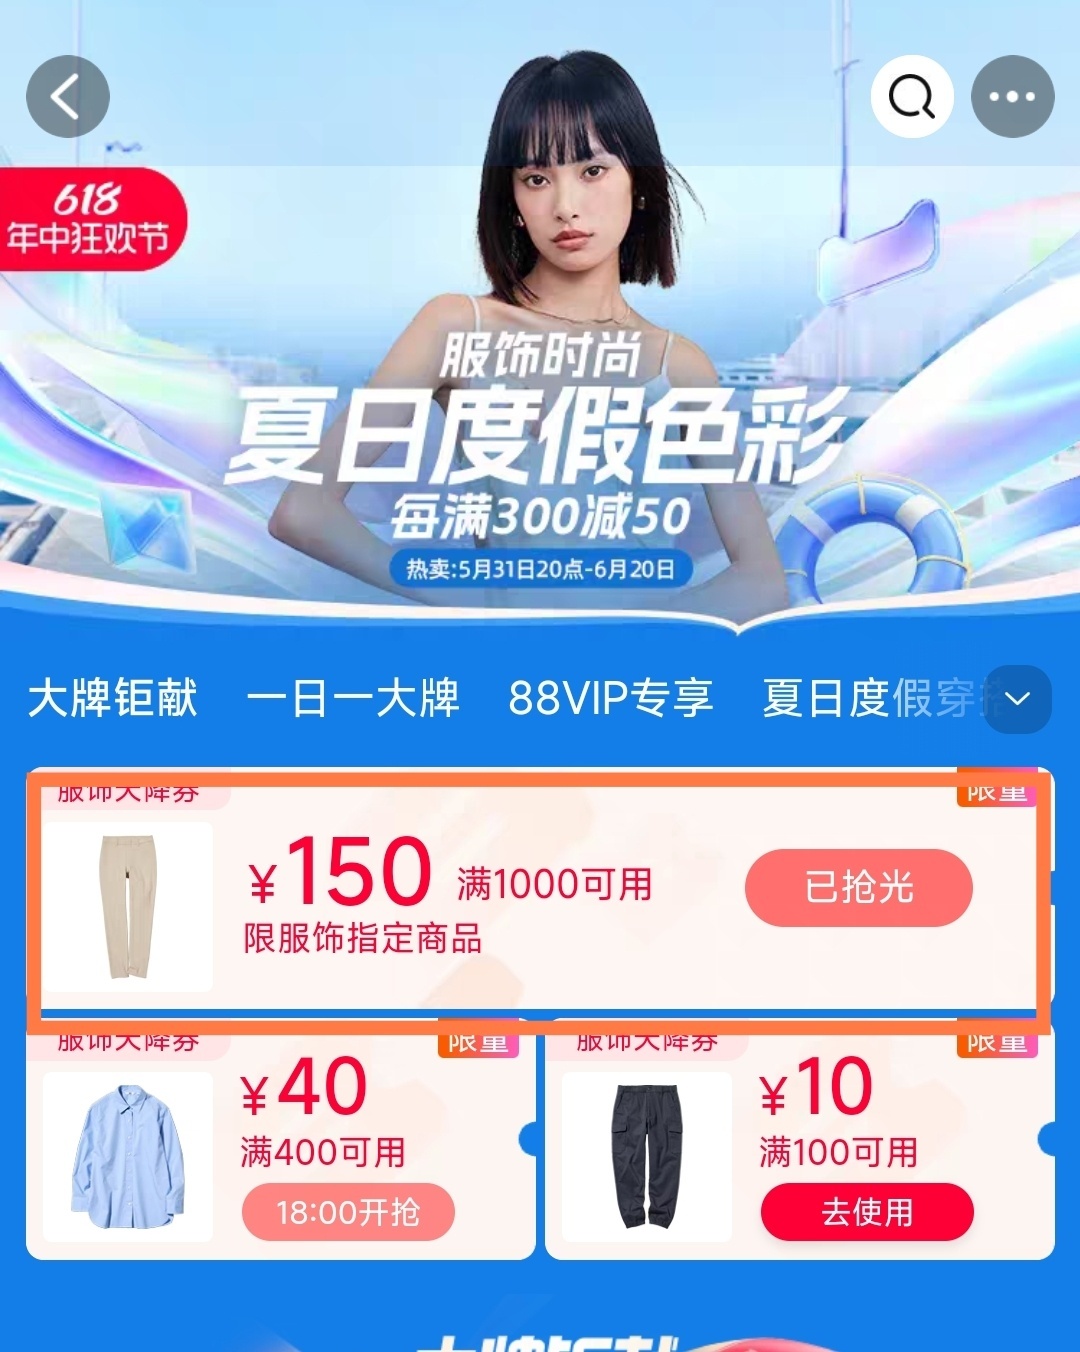 618
年中狂欢节
服饰时尚
夏日度假色彩
每满300减50
热卖:5月31日20点-6月20日
大牌钜献 一日一大牌 88VIP专享 夏日度假穿搭
服饰大降券 限量
¥150 满1000可用
已抢光
限服饰指定商品
服饰大降券 限量
¥40
满400可用
18:00开抢
服饰大降券 限量
¥10
满100可用
去使用